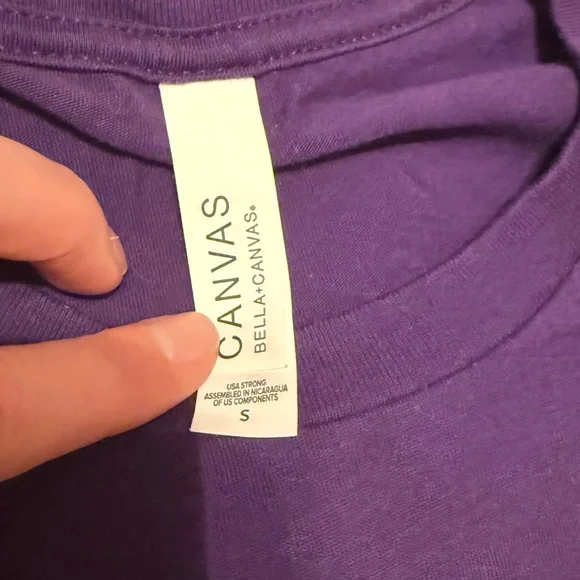 CANVAS
BELLA+CANVAS®
USA STRONG
ASSEMBLED IN NICARAGUA
OF US COMPONENTS
S